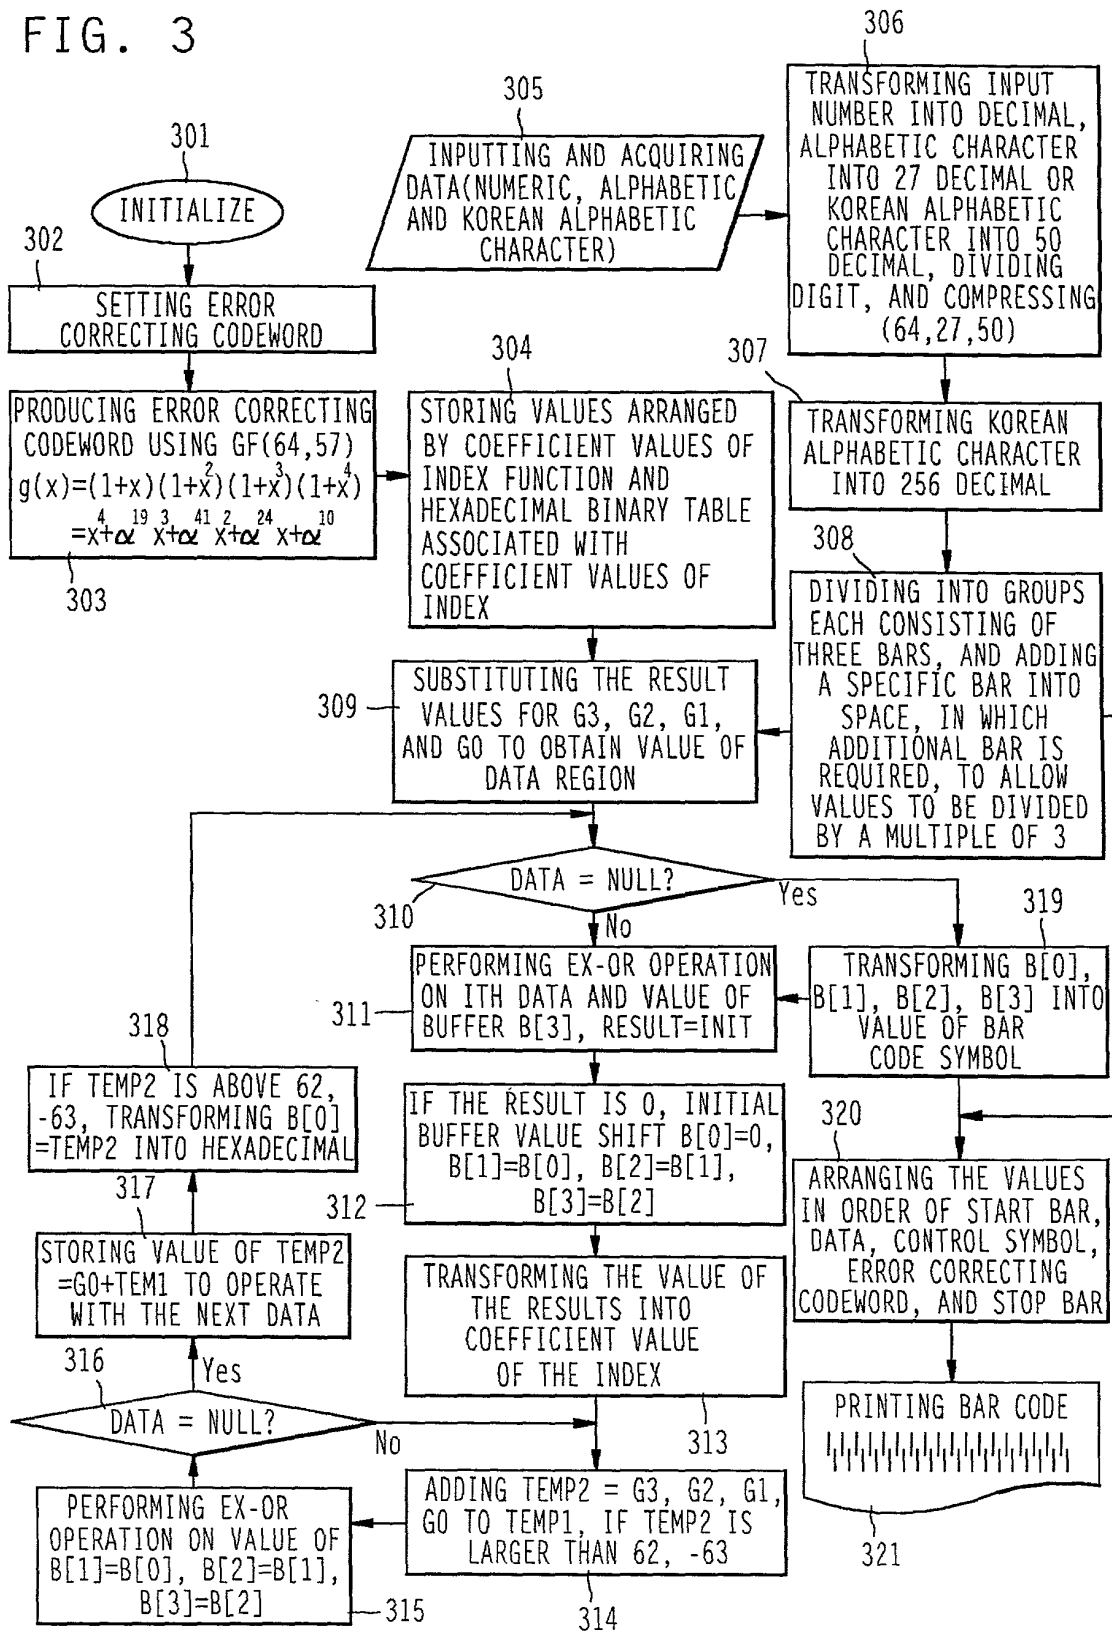 FIG. 3
301
INITIALIZE
302
SETTING ERROR
CORRECTING CODEWORD
PRODUCING ERROR CORRECTING
CODEWORD USING GF(64,57)
g(x)=(1+x)(1+x²)(1+x³)(1+x⁴)
=x⁴+α¹⁹x³+α⁴¹x²+α²⁴x+α¹⁰
303
304
STORING VALUES ARRANGED
BY COEFFICIENT VALUES OF
INDEX FUNCTION AND
HEXADECIMAL BINARY TABLE
ASSOCIATED WITH
COEFFICIENT VALUES OF
INDEX
305
INPUTTING AND ACQUIRING
DATA(NUMERIC, ALPHABETIC
AND KOREAN ALPHABETIC
CHARACTER)
306
TRANSFORMING INPUT
NUMBER INTO DECIMAL,
ALPHABETIC CHARACTER
INTO 27 DECIMAL OR
KOREAN ALPHABETIC
CHARACTER INTO 50
DECIMAL, DIVIDING
DIGIT, AND COMPRESSING
(64,27,50)
307
TRANSFORMING KOREAN
ALPHABETIC CHARACTER
INTO 256 DECIMAL
308
DIVIDING INTO GROUPS
EACH CONSISTING OF
THREE BARS, AND ADDING
A SPECIFIC BAR INTO
SPACE, IN WHICH
ADDITIONAL BAR IS
REQUIRED, TO ALLOW
VALUES TO BE DIVIDED
BY A MULTIPLE OF 3
309
SUBSTITUTING THE RESULT
VALUES FOR G3, G2, G1,
AND GO TO OBTAIN VALUE OF
DATA REGION
310
DATA = NULL?
Yes
No
311
PERFORMING EX-OR OPERATION
ON ITH DATA AND VALUE OF
BUFFER B[3], RESULT=INIT
312
IF THE RESULT IS 0, INITIAL
BUFFER VALUE SHIFT B[0]=0,
B[1]=B[0], B[2]=B[1],
B[3]=B[2]
TRANSFORMING THE VALUE OF
THE RESULTS INTO
COEFFICIENT VALUE
OF THE INDEX
313
ADDING TEMP2 = G3, G2, G1,
GO TO TEMP1, IF TEMP2 IS
LARGER THAN 62, -63
314
PERFORMING EX-OR
OPERATION ON VALUE OF
B[1]=B[0], B[2]=B[1],
B[3]=B[2]
315
316
DATA = NULL?
Yes
No
317
STORING VALUE OF TEMP2
=GO+TEM1 TO OPERATE
WITH THE NEXT DATA
318
IF TEMP2 IS ABOVE 62,
-63, TRANSFORMING B[0]
=TEMP2 INTO HEXADECIMAL
319
TRANSFORMING B[0],
B[1], B[2], B[3] INTO
VALUE OF BAR
CODE SYMBOL
320
ARRANGING THE VALUES
IN ORDER OF START BAR,
DATA, CONTROL SYMBOL,
ERROR CORRECTING
CODEWORD, AND STOP BAR
PRINTING BAR CODE
321